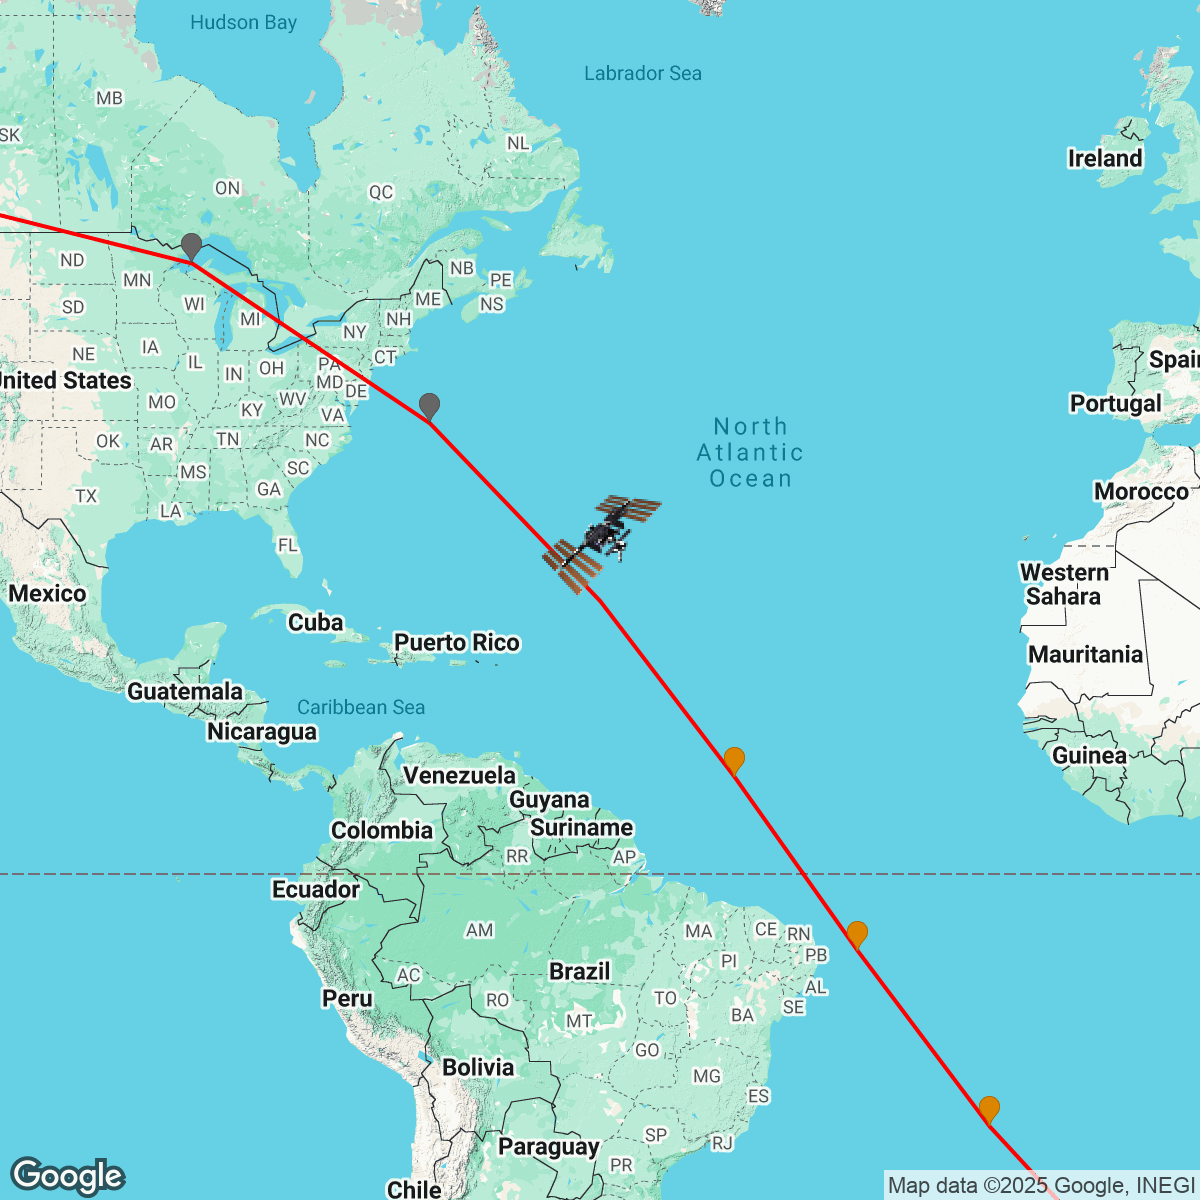 Hudson Bay
Labrador Sea
MB
SK
NL
Ireland
ON
QC
ND
NB
PE
MN
ME
NS
SD
WI
MI
NH
NY
IA
NE
CT
Spain
IL
PA
OH
IN
United States
MD
DE
WV
MO
KY
VA
Portugal
North
Atlantic
Ocean
OK
AR
TN
NC
MS
SC
GA
TX
Morocco
LA
FL
Western
Sahara
Mexico
Cuba
Puerto Rico
Mauritania
Guatemala
Caribbean Sea
Nicaragua
Guinea
Venezuela
Guyana
Suriname
Colombia
RR
AP
Ecuador
AM
MA
CE
RN
PI
PB
AC
Brazil
AL
Peru
RO
TO
SE
BA
MT
GO
Bolivia
MG
ES
SP
RJ
Paraguay
PR
Chile
Google
Map data ©2025 Google, INEGI